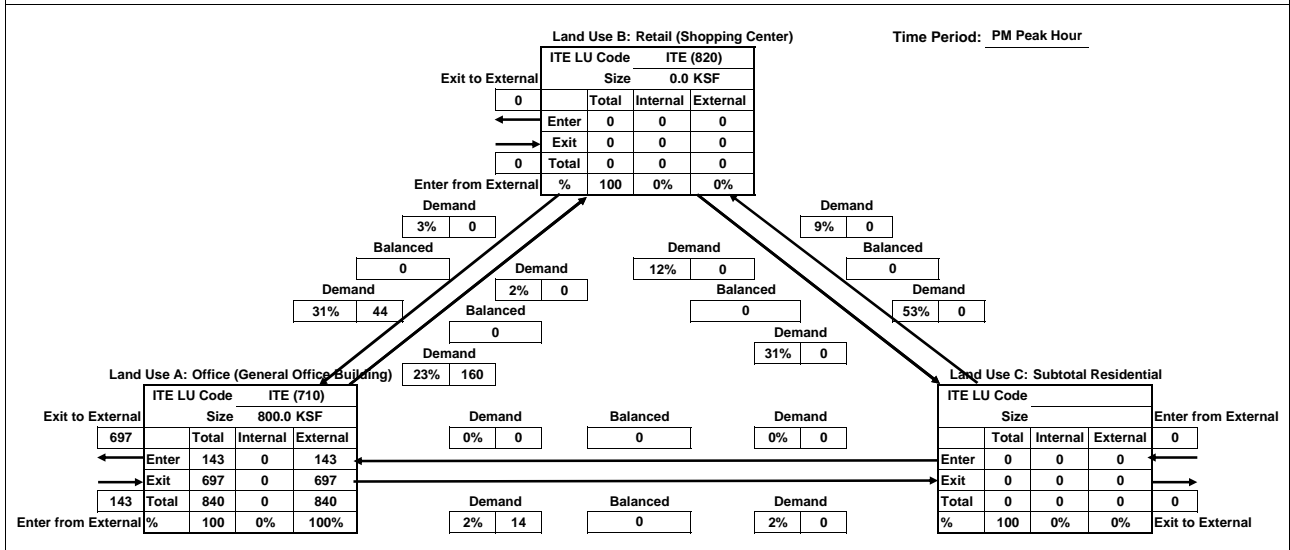 Land Use B: Retail (Shopping Center)
Time Period: PM Peak Hour
ITE LU Code ITE (820)
Exit to External Size 0.0 KSF
0 Total Internal External
Enter 0 0 0
Exit 0 0 0
0 Total 0 0 0
Enter from External % 100 0% 0%
Demand Demand
3% 0 9% 0
Balanced Demand Balanced
0 Demand 12% 0 0
Demand 2% 0 Balanced Demand
31% 44 Balanced 0 53% 0
0 Demand
Demand 31% 0
Land Use A: Office (General Office Building) 23% 160 Land Use C: Subtotal Residential
ITE LU Code ITE (710) ITE LU Code
Exit to External Size 800.0 KSF Demand Balanced Demand Size Enter from External
697 Total Internal External 0% 0 0 0% 0 Total Internal External 0
Enter 143 0 143 Enter 0 0 0
Exit 697 0 697 Exit 0 0 0
143 Total 840 0 840 Demand Balanced Demand Total 0 0 0 0
Enter from External % 100 0% 100% 2% 14 0 2% 0 % 100 0% 0% Exit to External